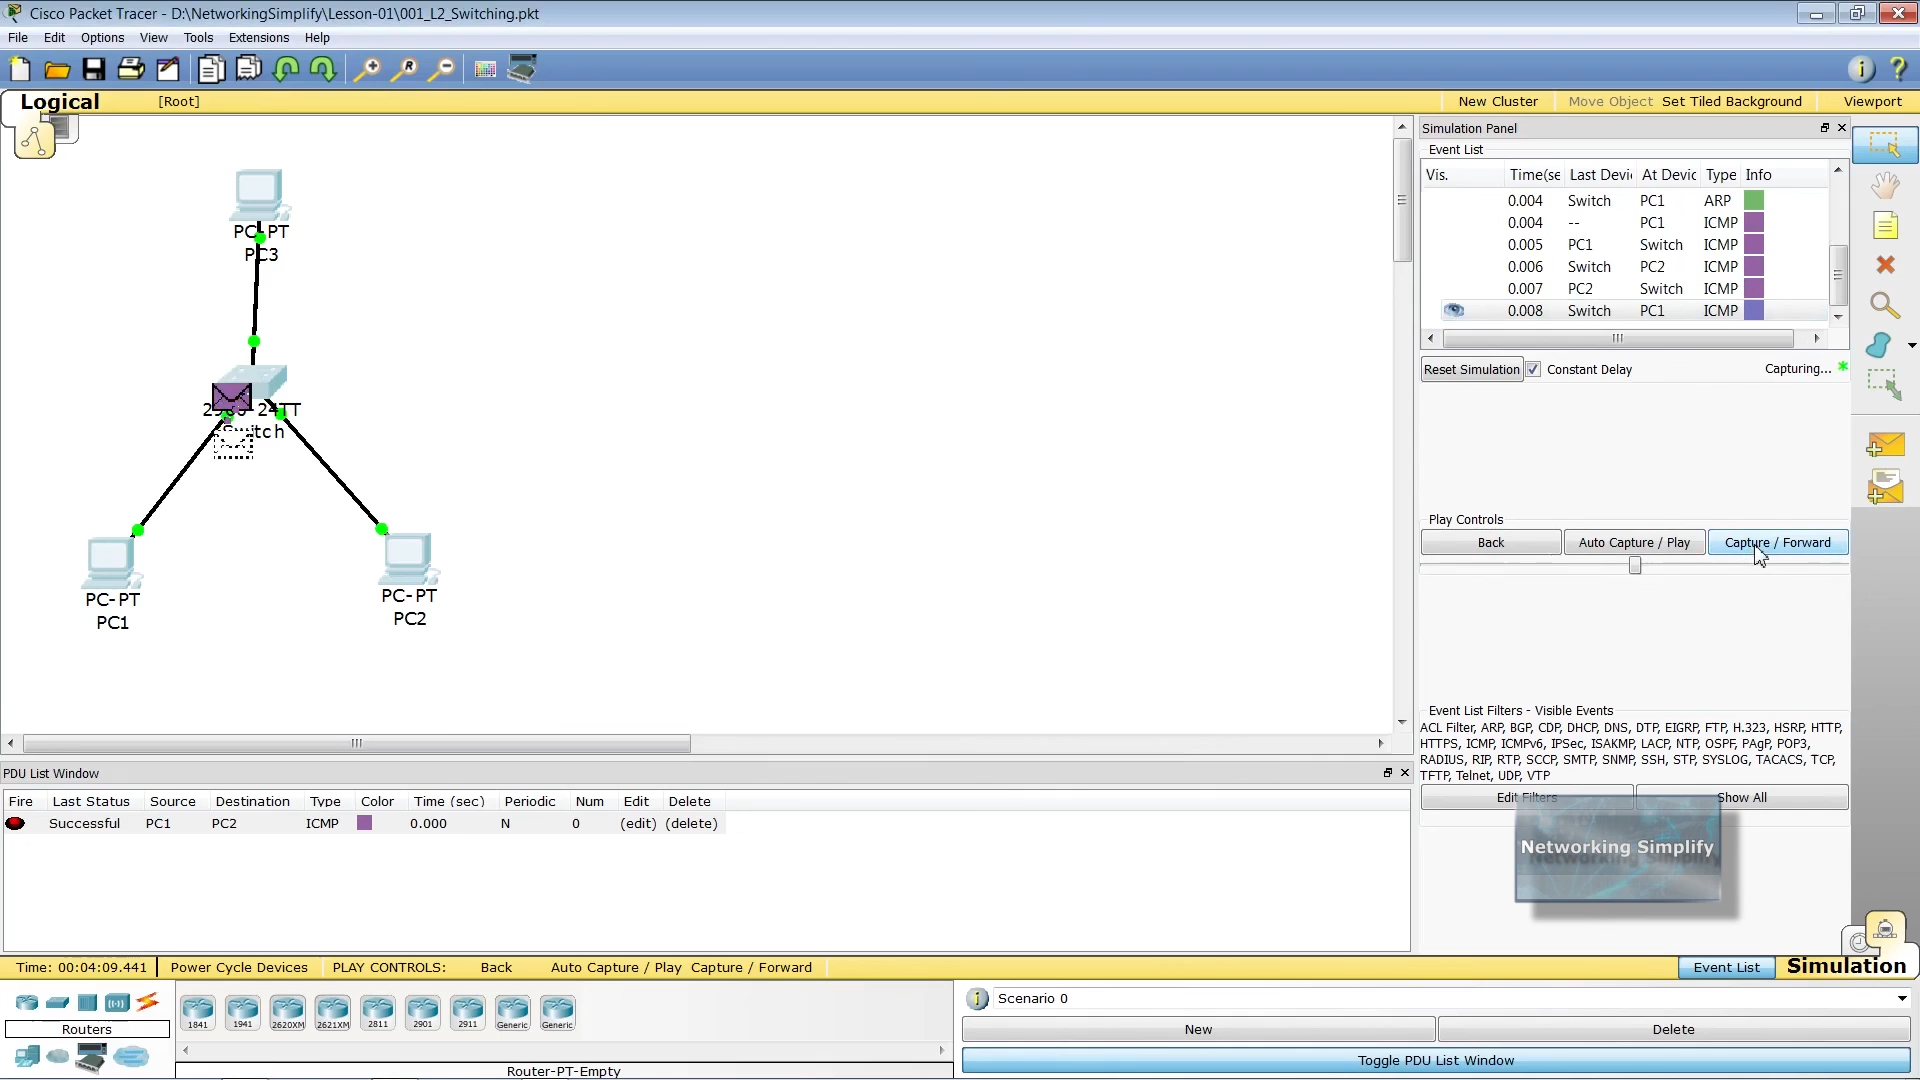 Cisco Packet Tracer - D:\NetworkingSimplify\Lesson-01\001_L2_Switching.pkt
File Edit Options View Tools Extensions Help
Logical [Root] New Cluster Move Object Set Tiled Background Viewport
PC-PT
PC3
24TT
PC-PT
PC1
PC-PT
PC2
Simulation Panel
Event List
Vis. Time(se Last Devi At Devic Type Info
0.004 Switch PC1 ARP
0.004 -- PC1 ICMP
0.005 PC1 Switch ICMP
0.006 Switch PC2 ICMP
0.007 PC2 Switch ICMP
0.008 Switch PC1 ICMP
Reset Simulation Constant Delay Capturing... *
Play Controls
Back Auto Capture / Play Capture / Forward
Event List Filters - Visible Events
ACL Filter, ARP, BGP, CDP, DHCP, DNS, DTP, EIGRP, FTP, H.323, HSRP, HTTP,
HTTPS, ICMP, ICMPv6, IPSec, ISAKMP, LACP, NTP, OSPF, PAgP, POP3,
RADIUS, RIP, RTP, SCCP, SMTP, SNMP, SSH, STP, SYSLOG, TACACS, TCP,
TFTP, Telnet, UDP, VTP
Edit Filters Show All
Networking Simplify
PDU List Window
Fire Last Status Source Destination Type Color Time (sec) Periodic Num Edit Delete
Successful PC1 PC2 ICMP 0.000 N 0 (edit) (delete)
Time: 00:04:09.441 Power Cycle Devices PLAY CONTROLS: Back Auto Capture / Play Capture / Forward Event List Simulation
Routers
1841 1941 2620XM 2621XM 2811 2901 2911 Generic Generic
Router-PT-Empty
Scenario 0
New Delete
Toggle PDU List Window